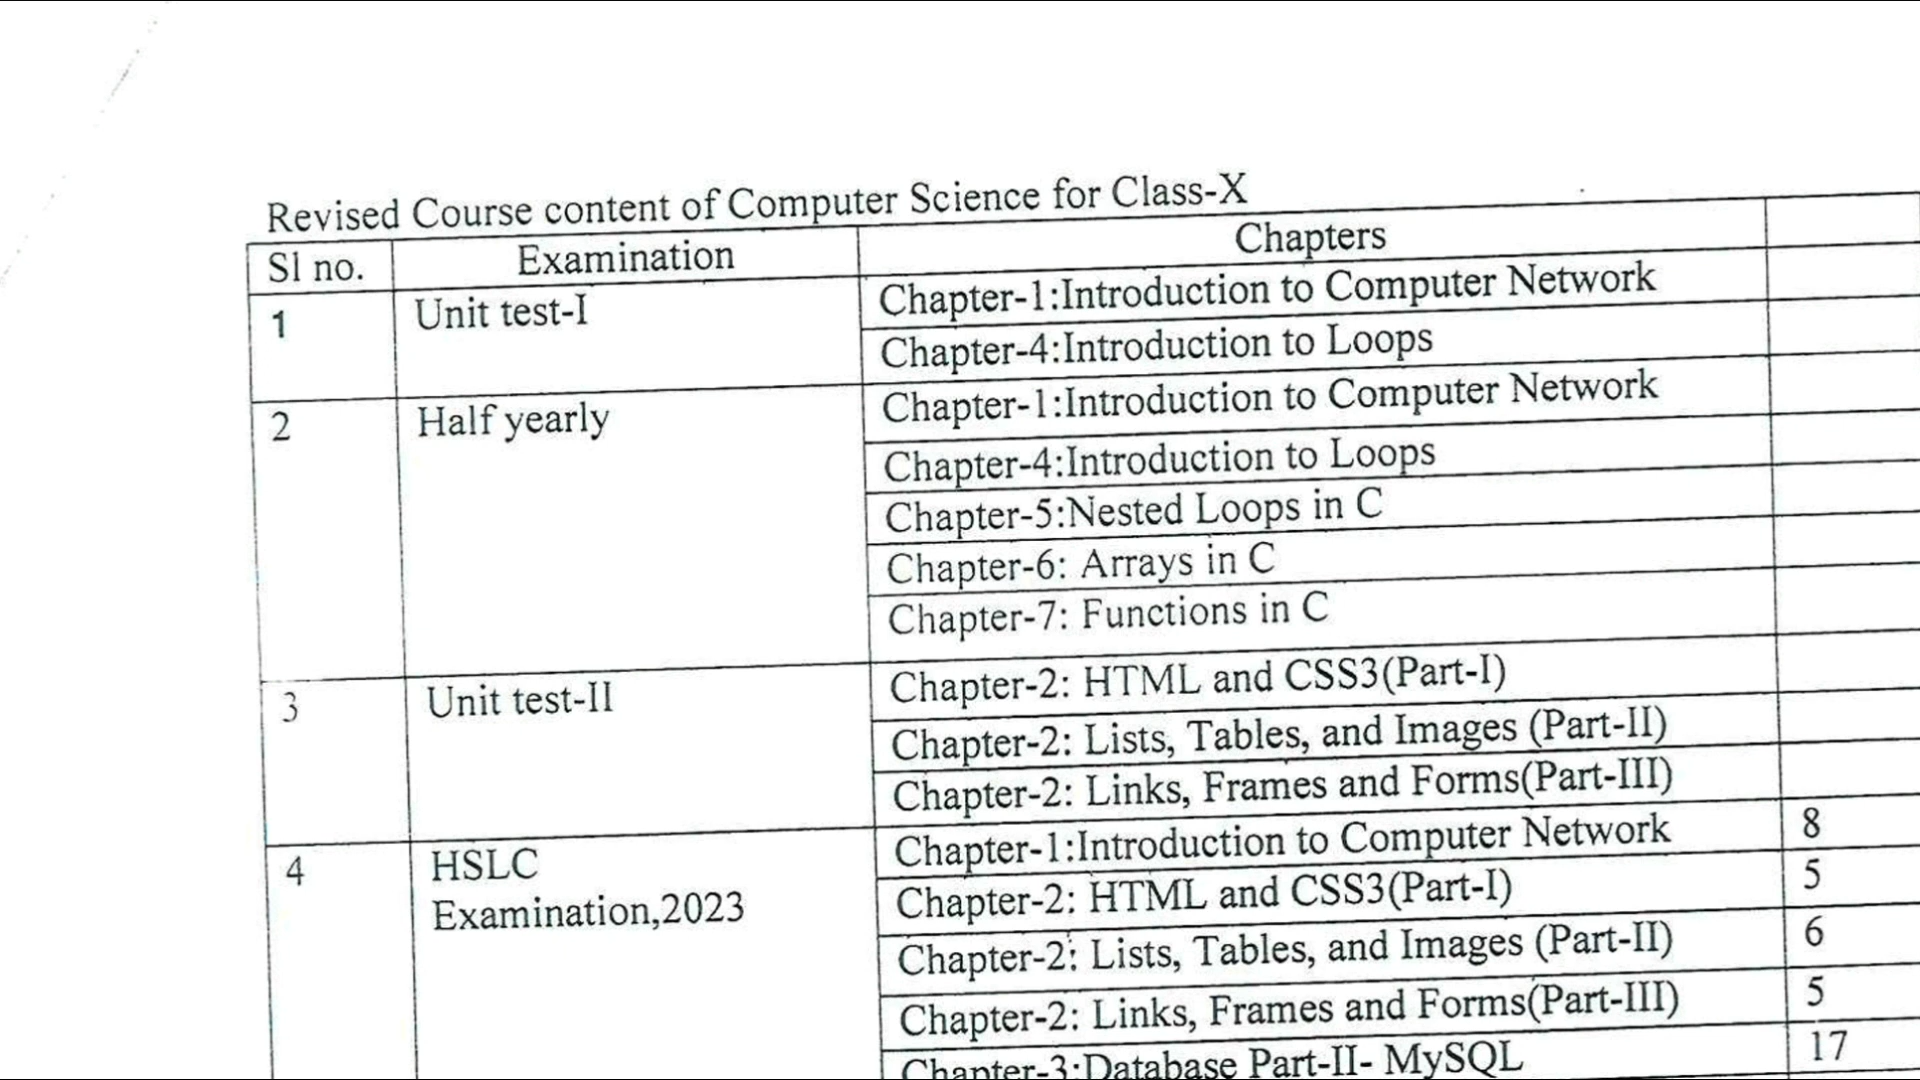 Revised Course content of Computer Science for Class-X
Sl no. Examination Chapters
1 Unit test-I Chapter-1:Introduction to Computer Network
Chapter-4:Introduction to Loops
2 Half yearly Chapter-1:Introduction to Computer Network
Chapter-4:Introduction to Loops
Chapter-5:Nested Loops in C
Chapter-6: Arrays in C
Chapter-7: Functions in C
3 Unit test-II Chapter-2: HTML and CSS3(Part-I)
Chapter-2: Lists, Tables, and Images (Part-II)
Chapter-2: Links, Frames and Forms(Part-III)
4 HSLC Chapter-1:Introduction to Computer Network 8
Examination,2023 Chapter-2: HTML and CSS3(Part-I) 5
Chapter-2: Lists, Tables, and Images (Part-II) 6
Chapter-2: Links, Frames and Forms(Part-III) 5
Chapter-3:Database Part-II- MySQL 17